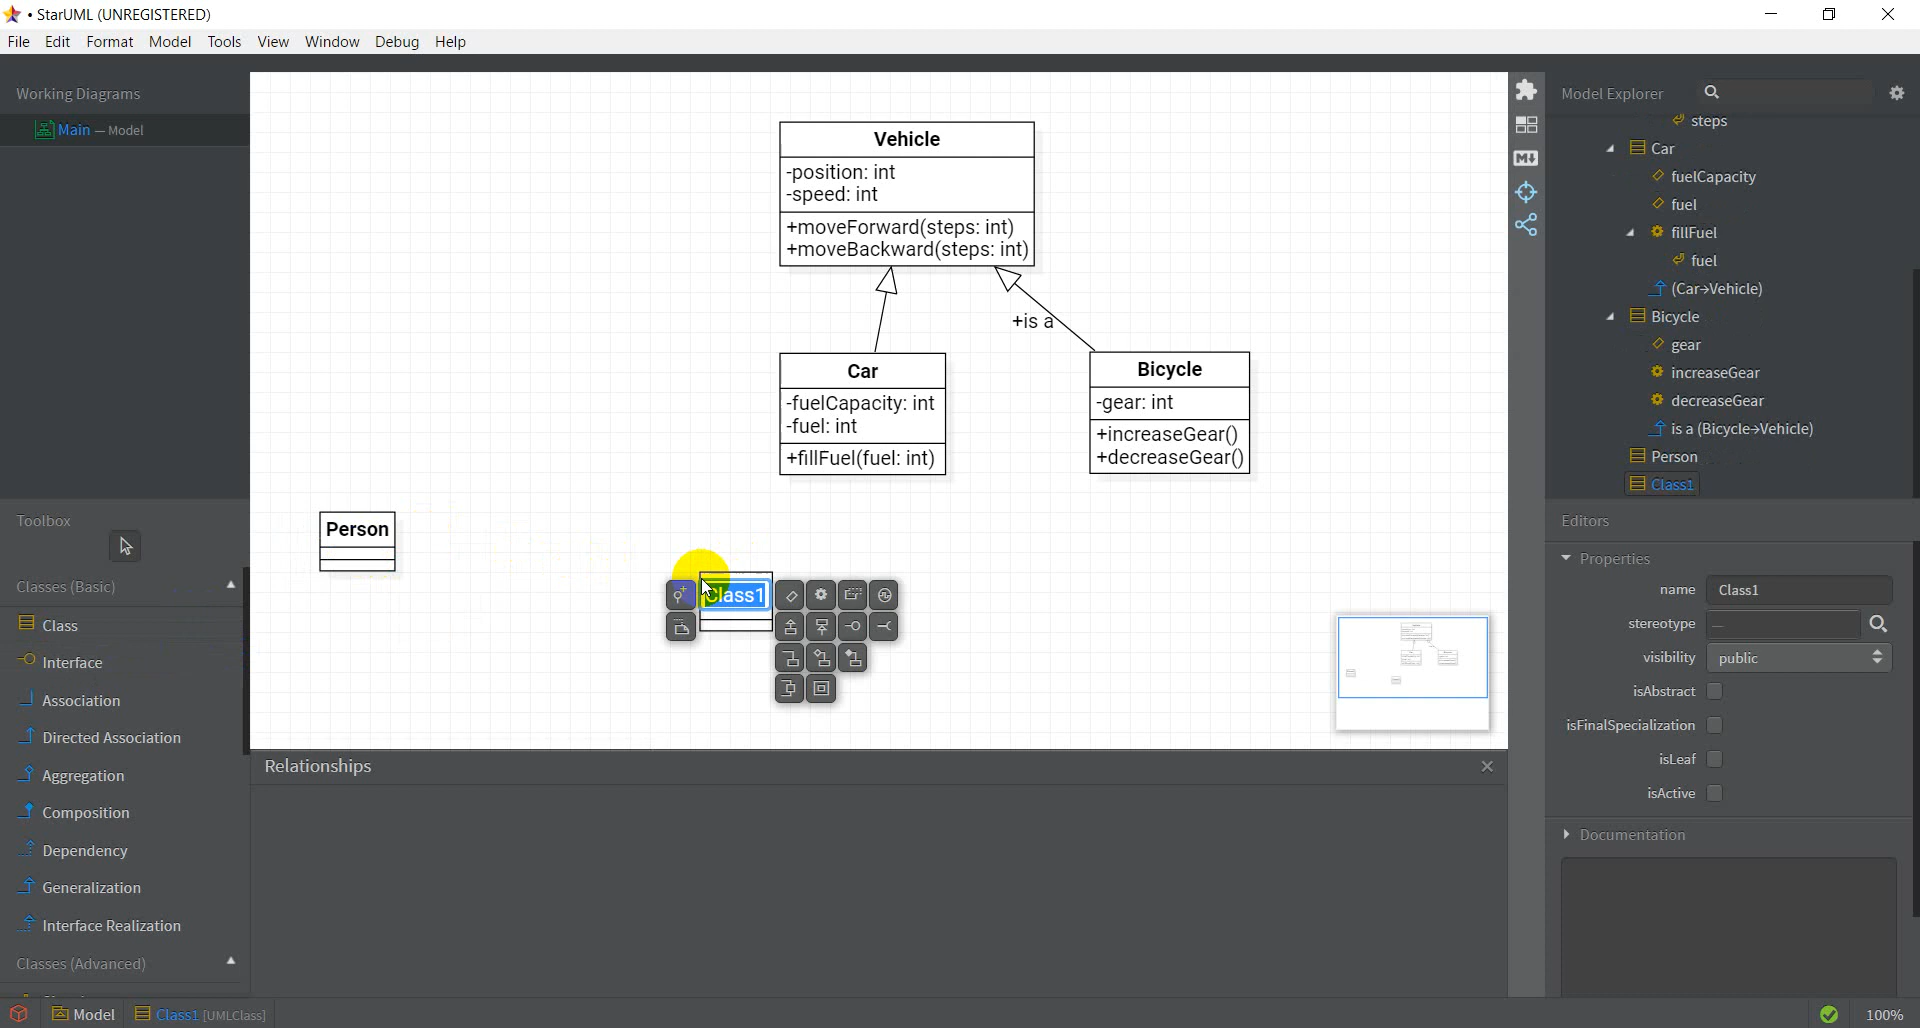 • StarUML (UNREGISTERED)
File Edit Format Model Tools View Window Debug Help
Working Diagrams
Main — Model
Toolbox
Classes (Basic)
Class
Interface
Association
Directed Association
Aggregation
Composition
Dependency
Generalization
Interface Realization
Classes (Advanced)
Vehicle
-position: int
-speed: int
+moveForward(steps: int)
+moveBackward(steps: int)
+is a
Car
-fuelCapacity: int
-fuel: int
+fillFuel(fuel: int)
Bicycle
-gear: int
+increaseGear()
+decreaseGear()
Person
Class1
Relationships
M
Model Explorer
steps
Car
fuelCapacity
fuel
fillFuel
fuel
(Car→Vehicle)
Bicycle
gear
increaseGear
decreaseGear
is a (Bicycle→Vehicle)
Person
Class1
Editors
Properties
name Class1
stereotype —
visibility public
isAbstract
isFinalSpecialization
isLeaf
isActive
Documentation
Model Class1 [UMLClass]
100%